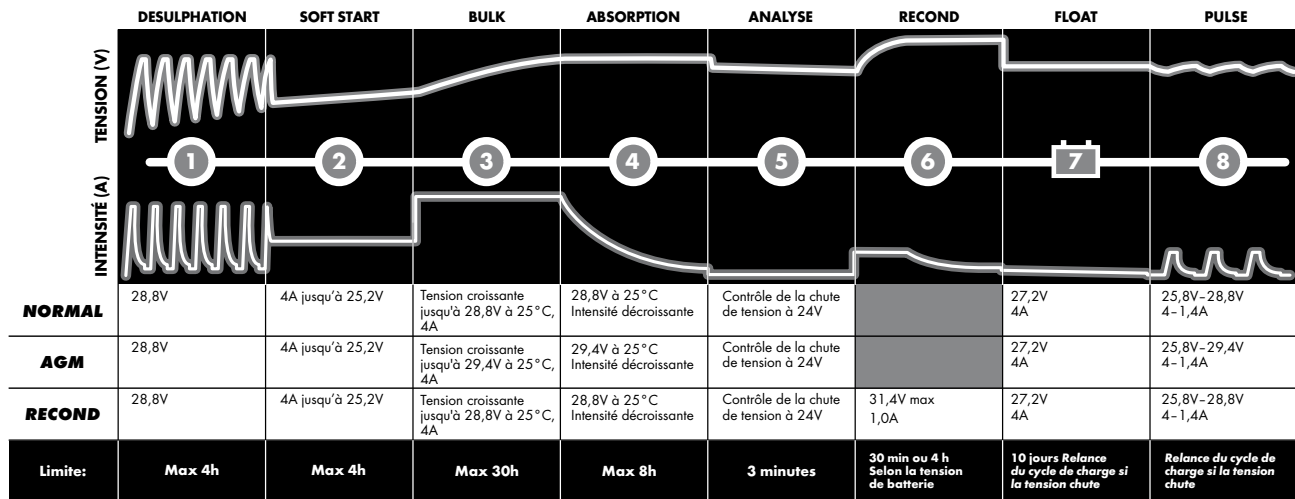 DESULPHATION SOFT START BULK ABSORPTION ANALYSE RECOND FLOAT PULSE
TENSION (V)
1 2 3 4 5 6 7 8
INTENSITÉ (A)
NORMAL
28,8V
4A jusqu’à 25,2V
Tension croissante
jusqu'à 28,8V à 25°C,
4A
28,8V à 25°C
Intensité décroissante
Contrôle de la chute
de tension à 24V
27,2V
4A
25,8V–28,8V
4–1,4A
AGM
28,8V
4A jusqu’à 25,2V
Tension croissante
jusqu'à 29,4V à 25°C,
4A
29,4V à 25°C
Intensité décroissante
Contrôle de la chute
de tension à 24V
27,2V
4A
25,8V–29,4V
4–1,4A
RECOND
28,8V
4A jusqu’à 25,2V
Tension croissante
jusqu'à 28,8V à 25°C,
4A
28,8V à 25°C
Intensité décroissante
Contrôle de la chute
de tension à 24V
31,4V max
1,0A
27,2V
4A
25,8V–28,8V
4–1,4A
Limite:
Max 4h
Max 4h
Max 30h
Max 8h
3 minutes
30 min ou 4 h
Selon la tension
de batterie
10 jours Relance
du cycle de charge si
la tension chute
Relance du cycle de
charge si la tension
chute